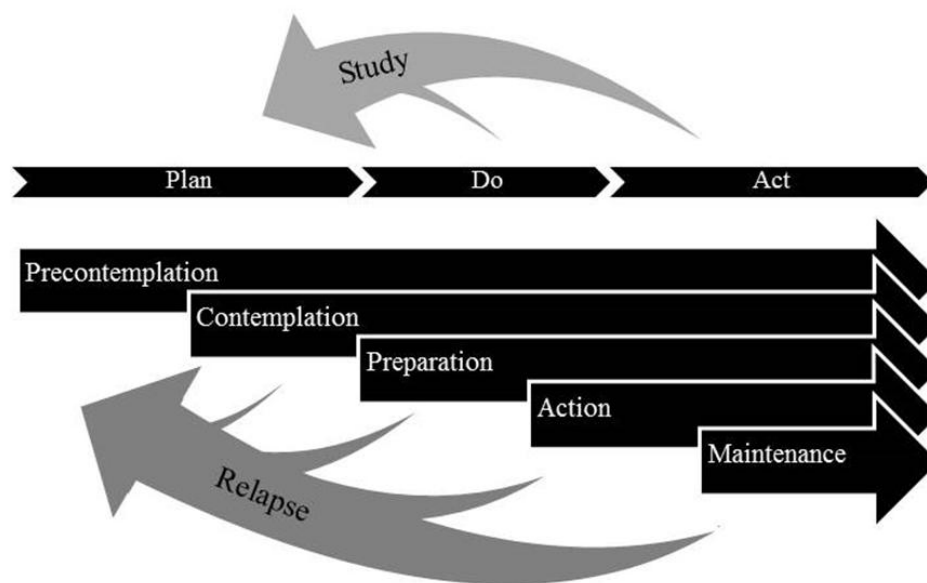 Study
Plan Do Act
Precontemplation
Contemplation
Preparation
Action
Maintenance
Relapse